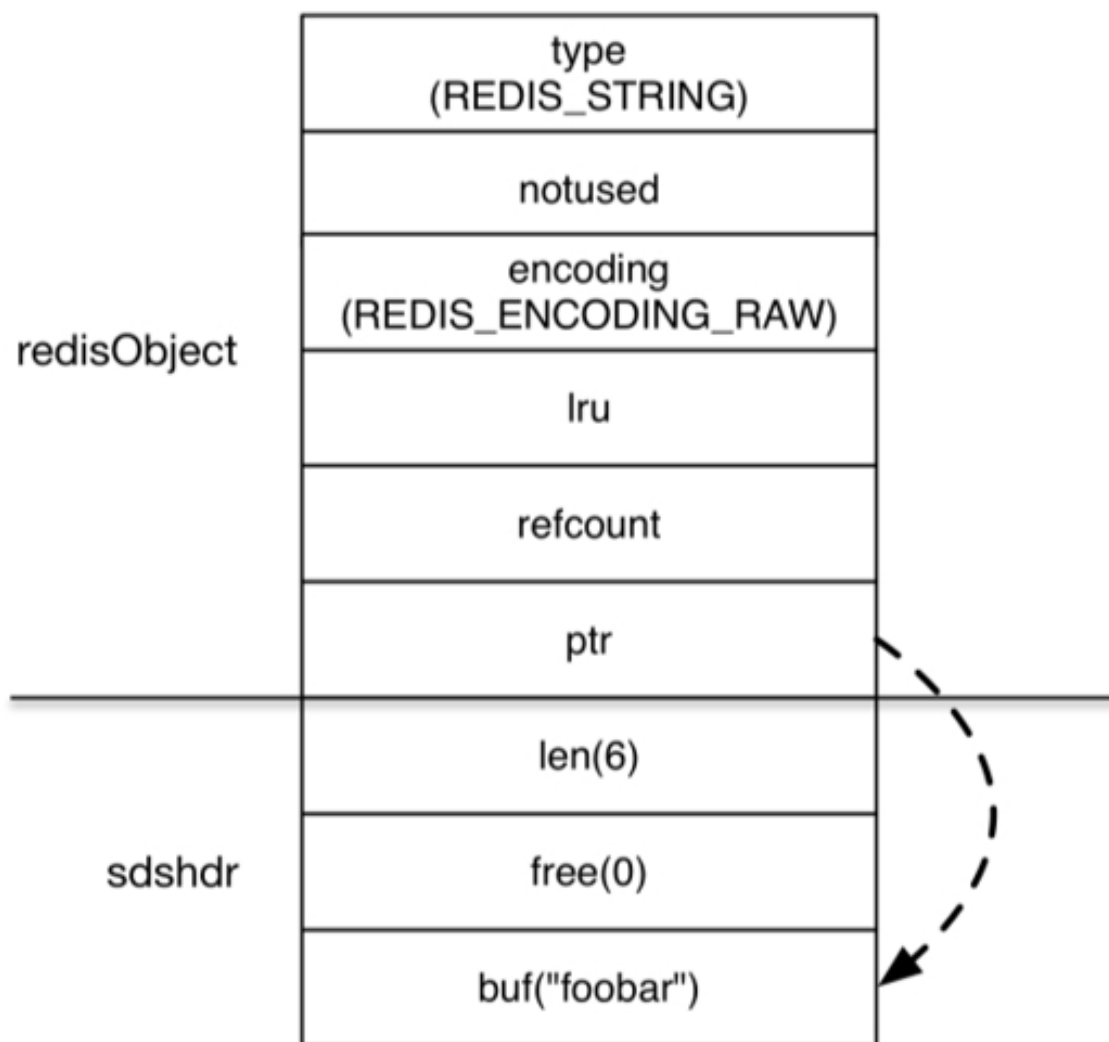 type
(REDIS_STRING)
notused
encoding
(REDIS_ENCODING_RAW)
redisObject
lru
refcount
ptr
len(6)
sdshdr
free(0)
buf("foobar")